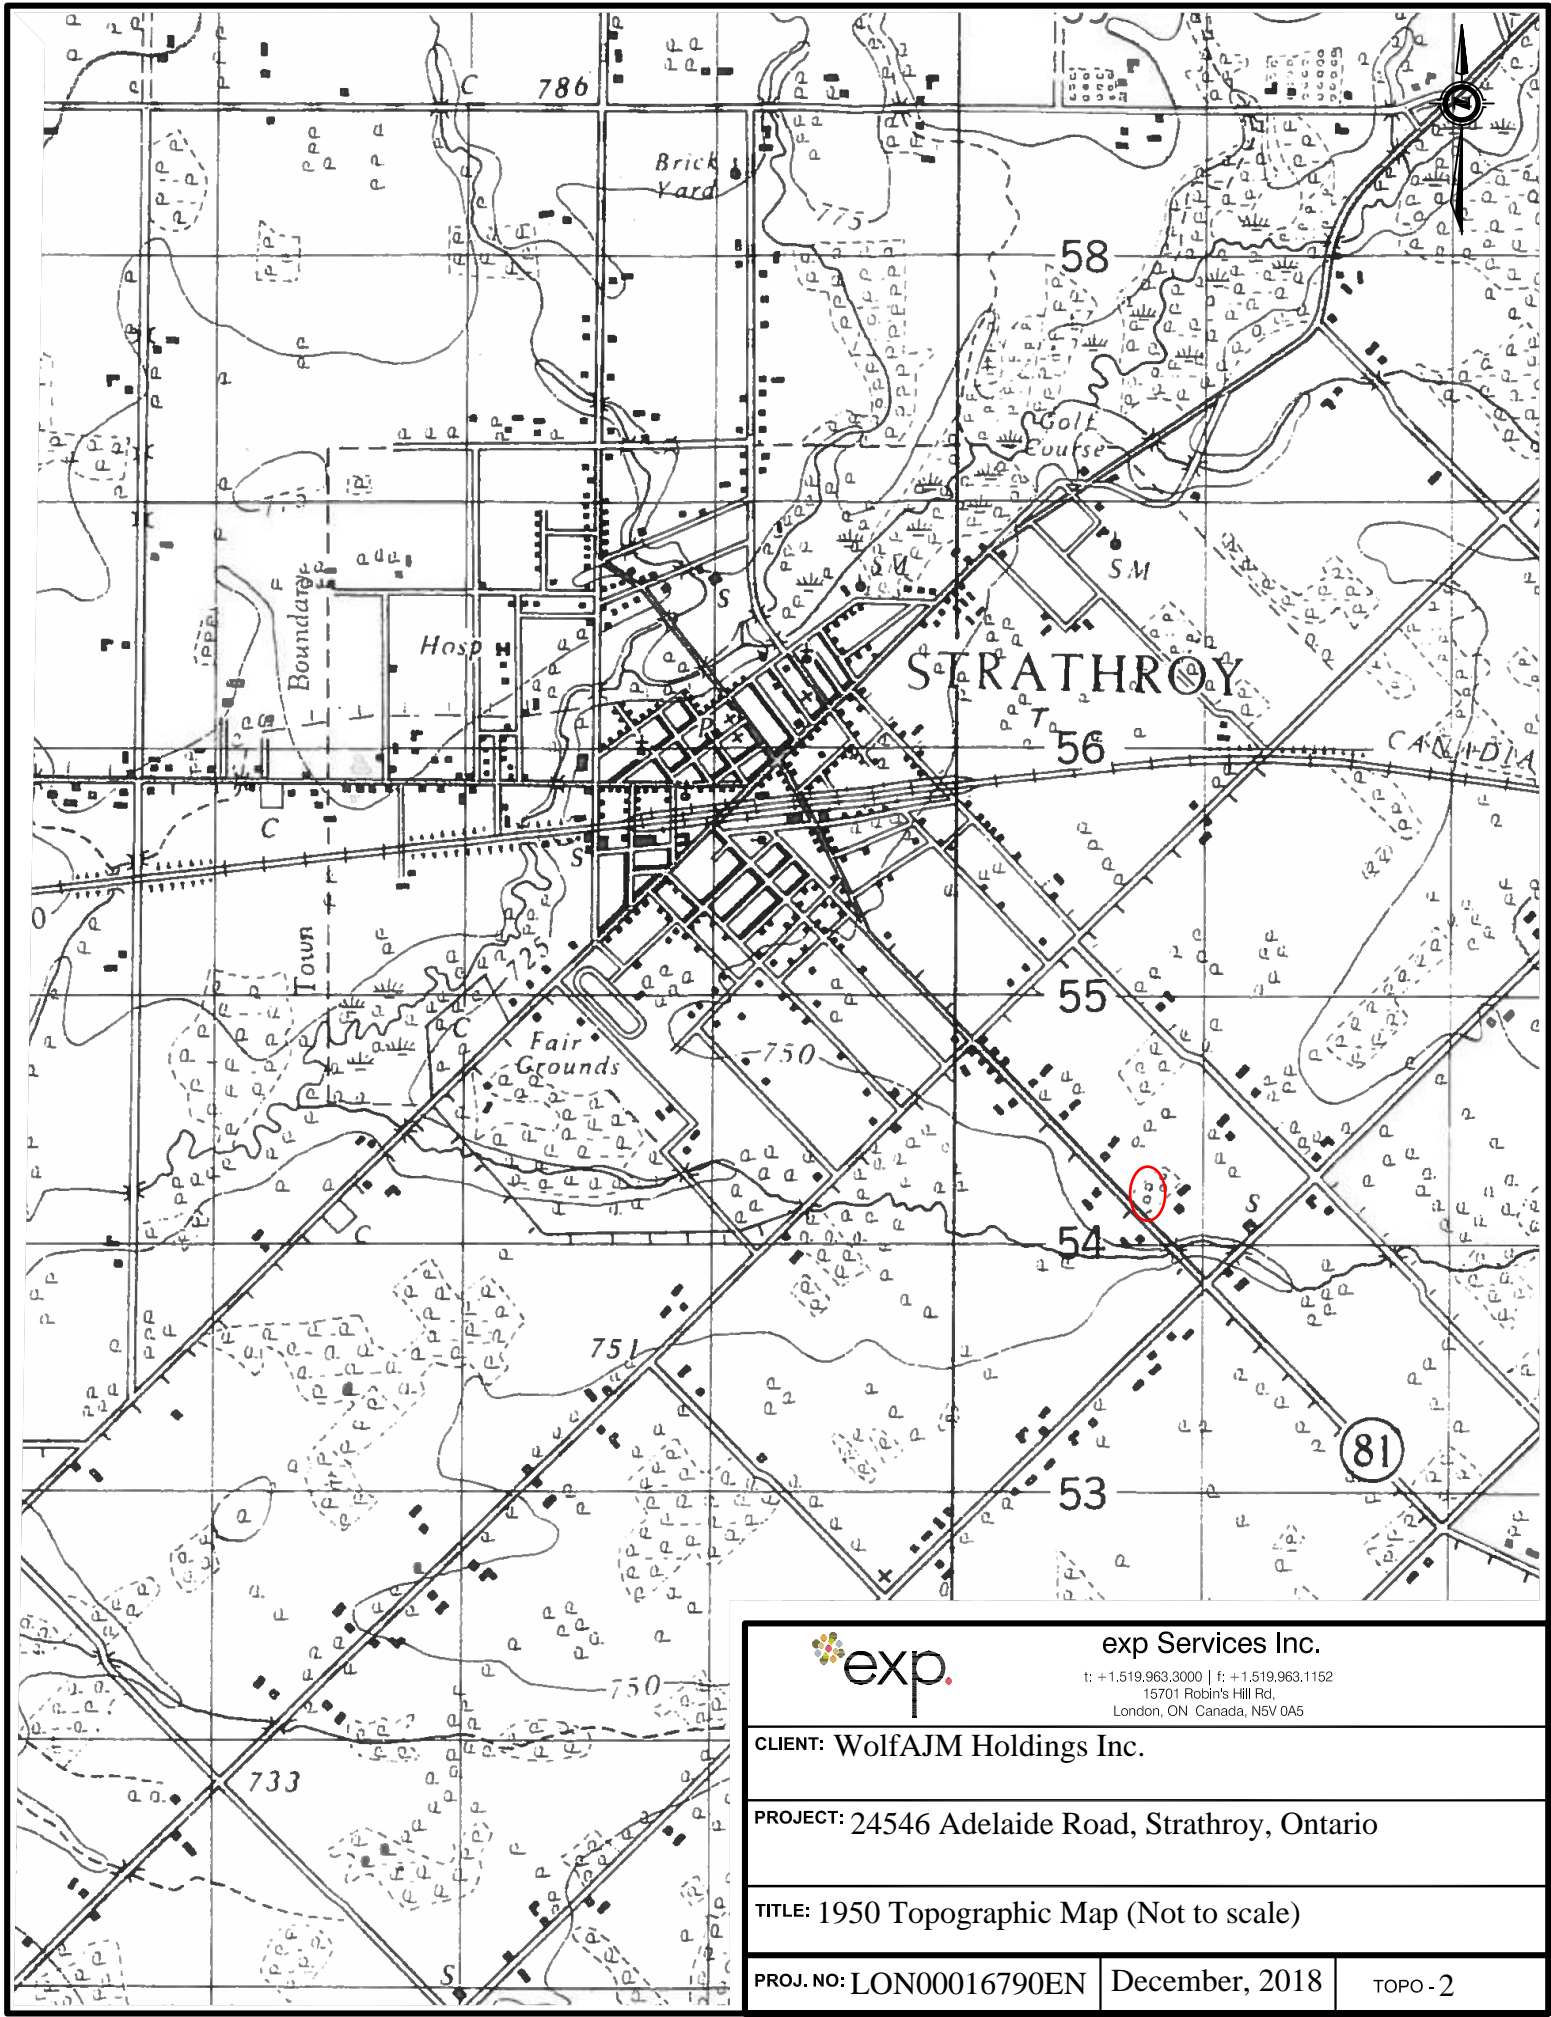 786
C
Brick
Yard
775
58
Golf
Course
Boundary
SM
SM
S
Hosp
STRATHROY
T
P
56
CANADIA
C
S
0
Town
725
C
55
Fair
Grounds
750
S
54
C
751
81
53
750
733
S
exp.
exp Services Inc.
t: +1.519.963.3000 | f: +1.519.963.1152
15701 Robin's Hill Rd,
London, ON Canada, N5V 0A5
CLIENT: WolfAJM Holdings Inc.
PROJECT: 24546 Adelaide Road, Strathroy, Ontario
TITLE: 1950 Topographic Map (Not to scale)
PROJ. NO: LON00016790EN
December, 2018
TOPO - 2